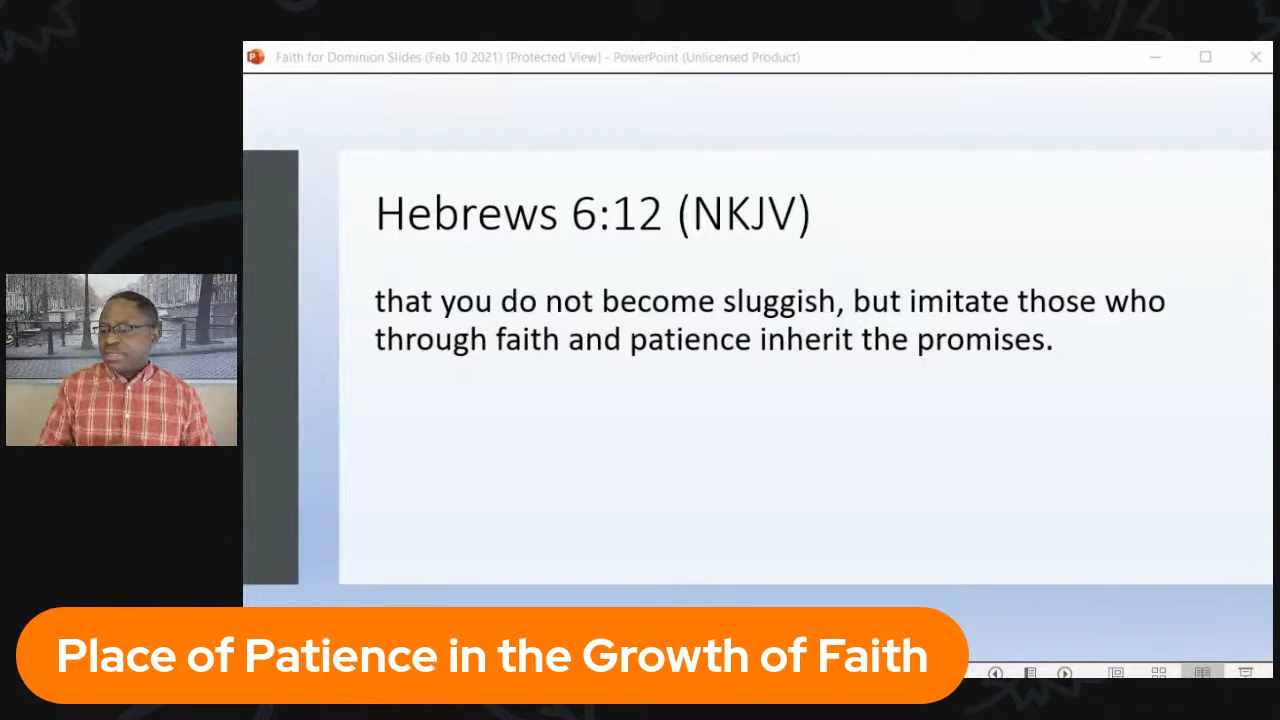 Faith for Dominion Slides (Feb 10 2021) [Protected View] - PowerPoint (Unlicensed Product)
Hebrews 6:12 (NKJV)
that you do not become sluggish, but imitate those who
through faith and patience inherit the promises.
Place of Patience in the Growth of Faith